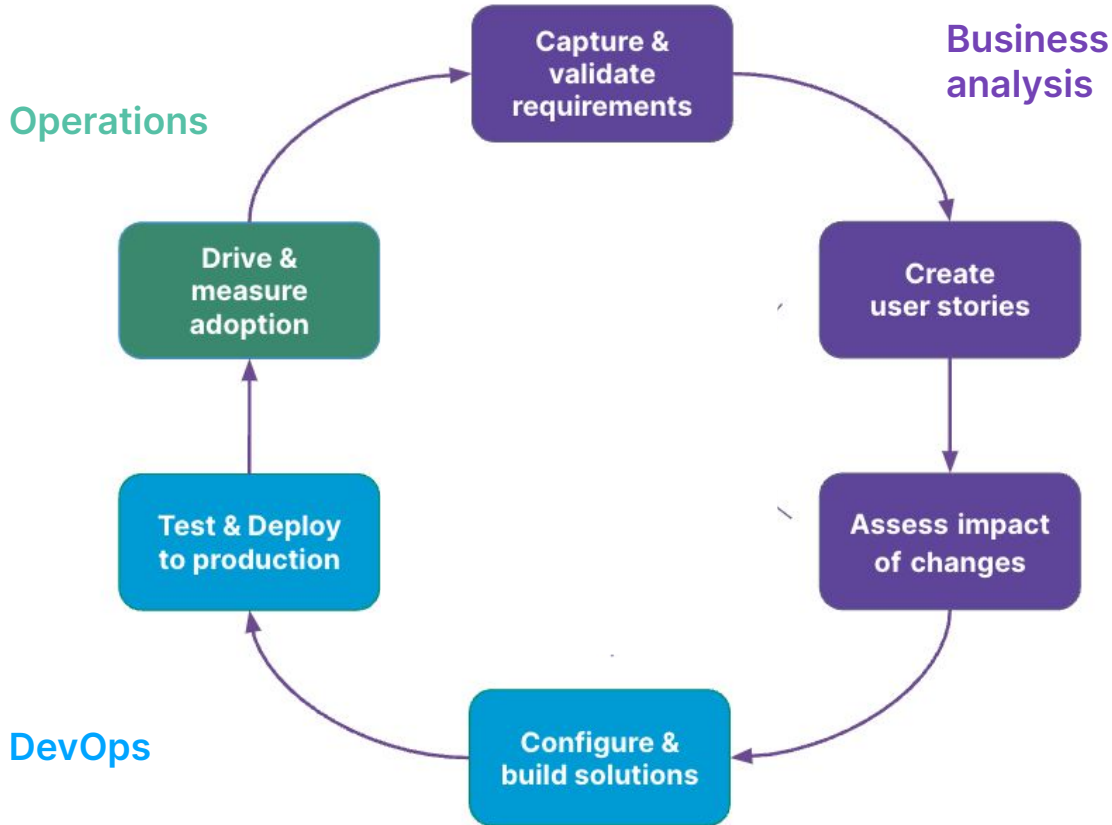 Capture &
validate
requirements
Business
analysis
Operations
Drive &
measure
adoption
Create
user stories
Test & Deploy
to production
Assess impact
of changes
DevOps
Configure &
build solutions